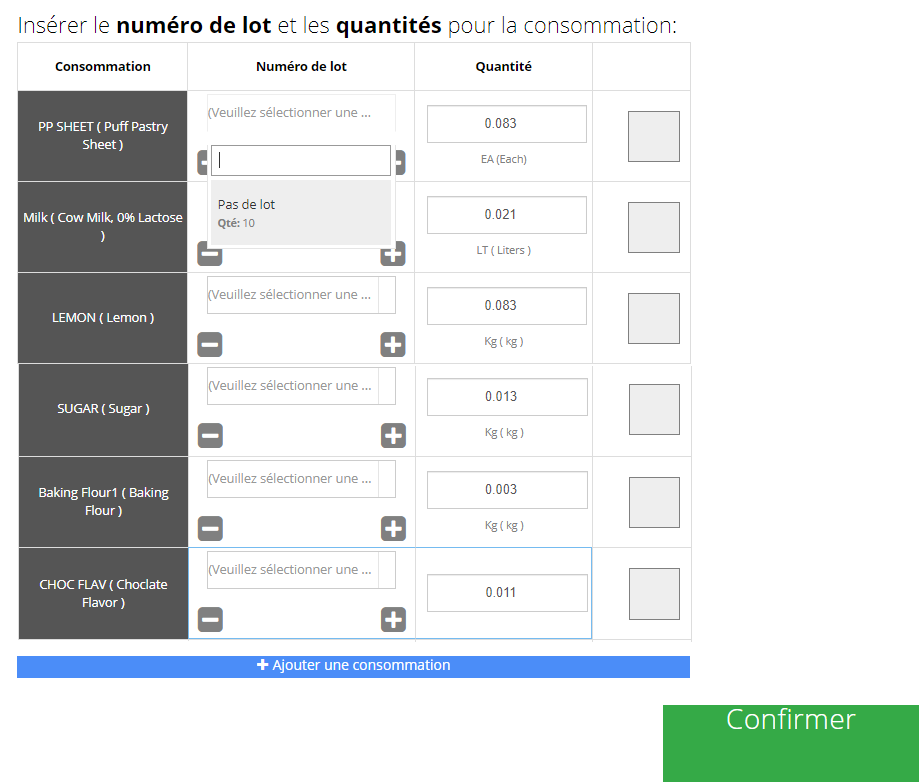 Insérer le numéro de lot et les quantités pour la consommation:
Consommation
Numéro de lot
Quantité
PP SHEET ( Puff Pastry
Sheet )
(Veuillez sélectionner une ...
0.083
EA (Each)
Pas de lot
Qté: 10
Milk ( Cow Milk, 0% Lactose
)
0.021
LT ( Liters )
LEMON ( Lemon )
(Veuillez sélectionner une ...
0.083
Kg ( kg )
SUGAR ( Sugar )
(Veuillez sélectionner une ...
0.013
Kg ( kg )
Baking Flour1 ( Baking
Flour )
(Veuillez sélectionner une ...
0.003
Kg ( kg )
CHOC FLAV ( Choclate
Flavor )
(Veuillez sélectionner une ...
0.011
+ Ajouter une consommation
Confirmer